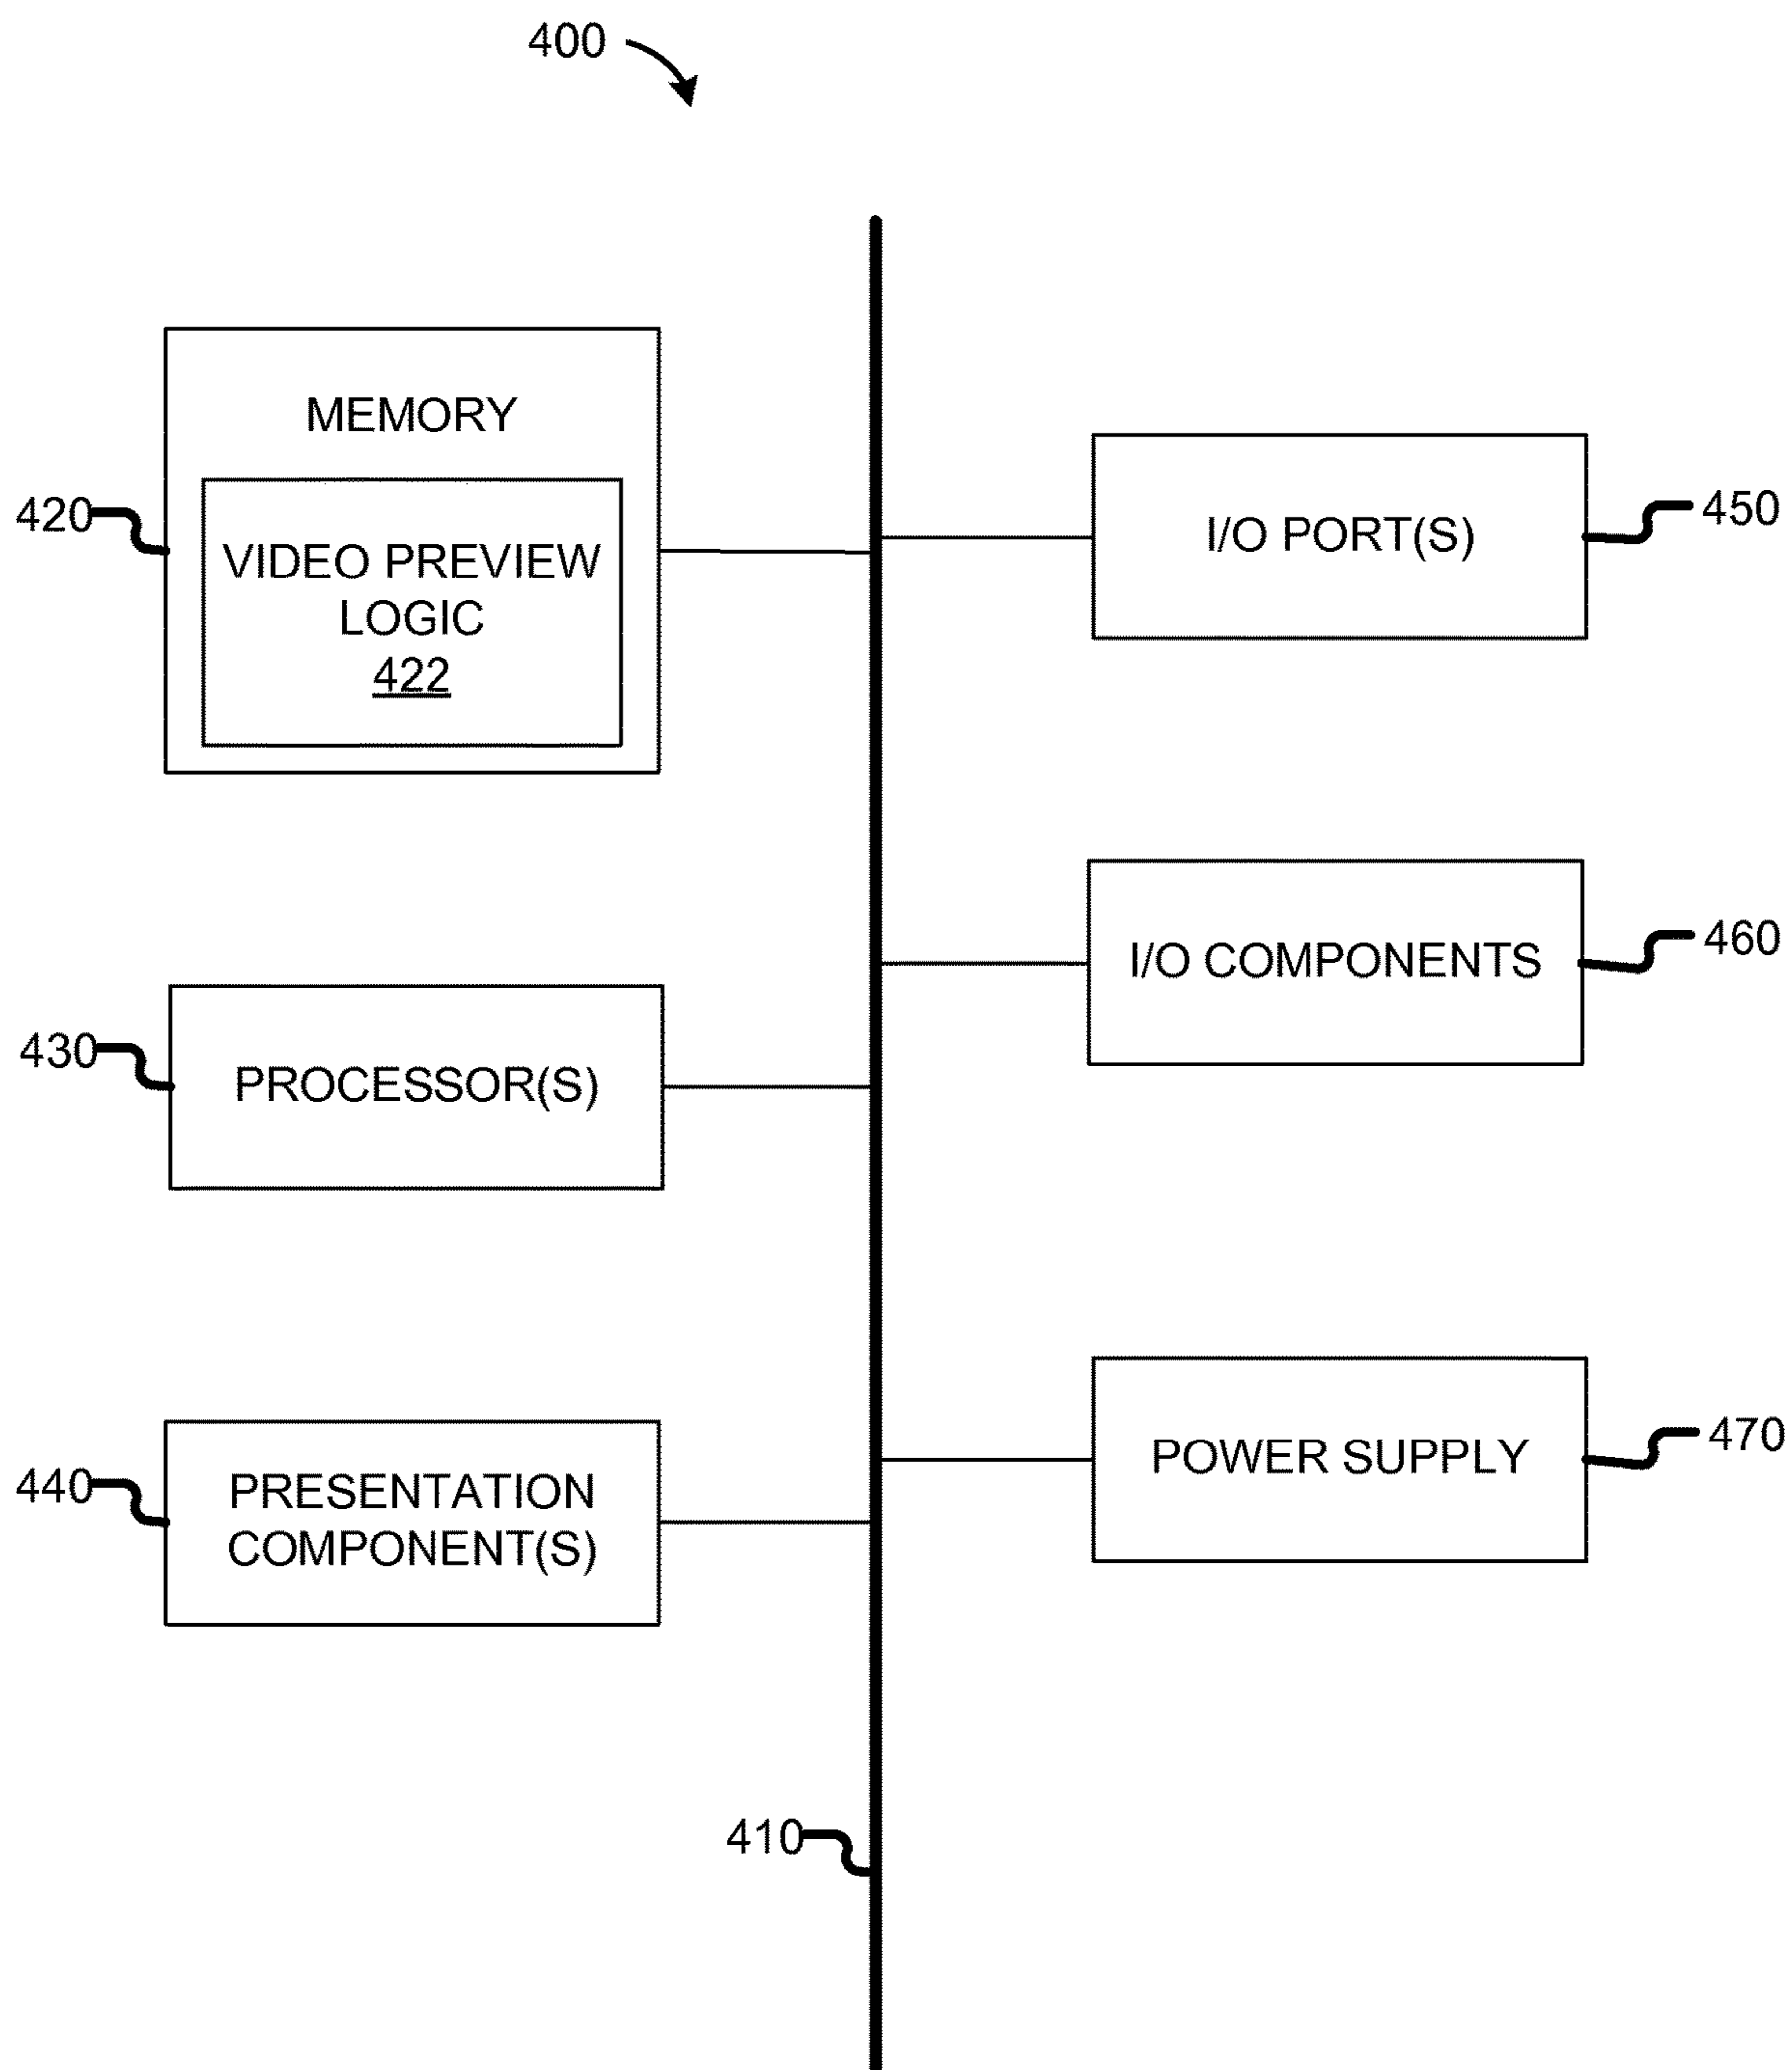 400
MEMORY
420
VIDEO PREVIEW
LOGIC
422
I/O PORT(S)
450
I/O COMPONENTS
460
430
PROCESSOR(S)
POWER SUPPLY
470
440
PRESENTATION
COMPONENT(S)
410